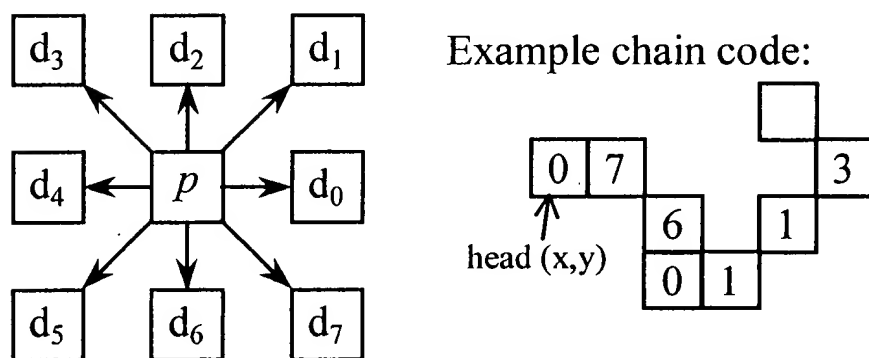 d3 d2 d1
d4 p d0
d5 d6 d7
Example chain code:
0 7 3
6 1
head (x,y)
0 1